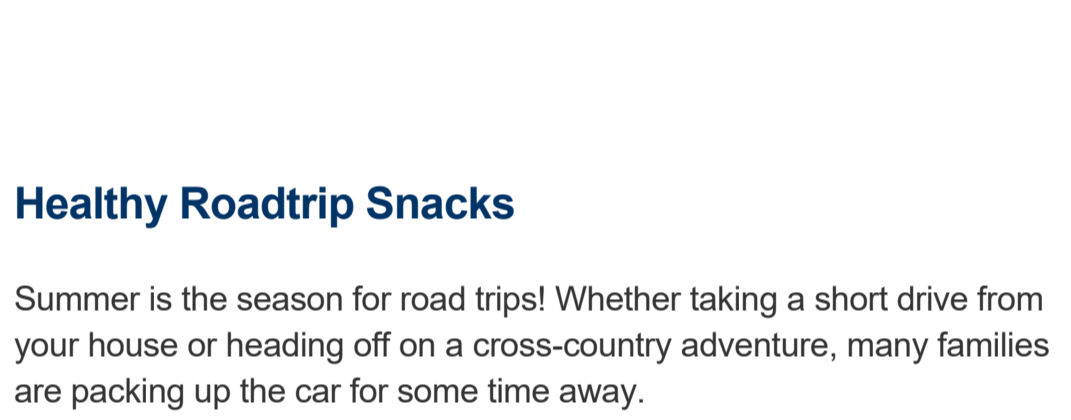 Healthy Roadtrip Snacks
Summer is the season for road trips! Whether taking a short drive from
your house or heading off on a cross-country adventure, many families
are packing up the car for some time away.